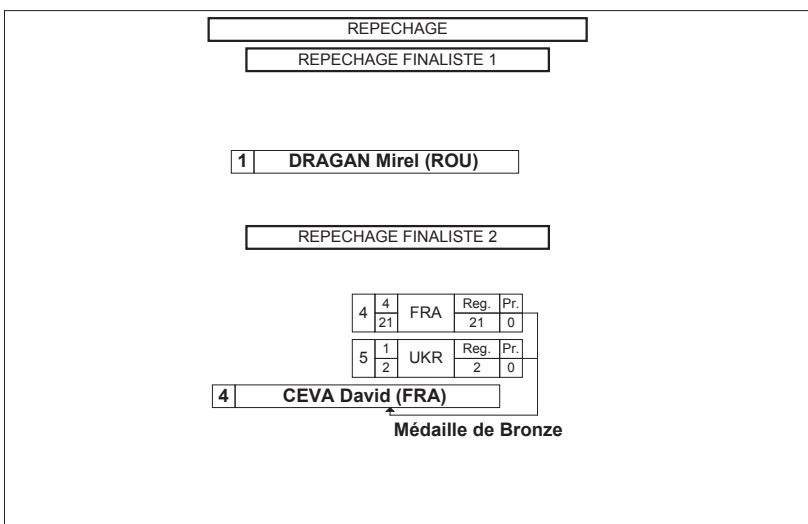 REPECHAGE
REPECHAGE FINALISTE 1
1 DRAGAN Mirel (ROU)
REPECHAGE FINALISTE 2
4 4 FRA Reg. Pr.
21 21 0
5 1 UKR Reg. Pr.
2 2 0
4 CEVA David (FRA)
Médaille de Bronze